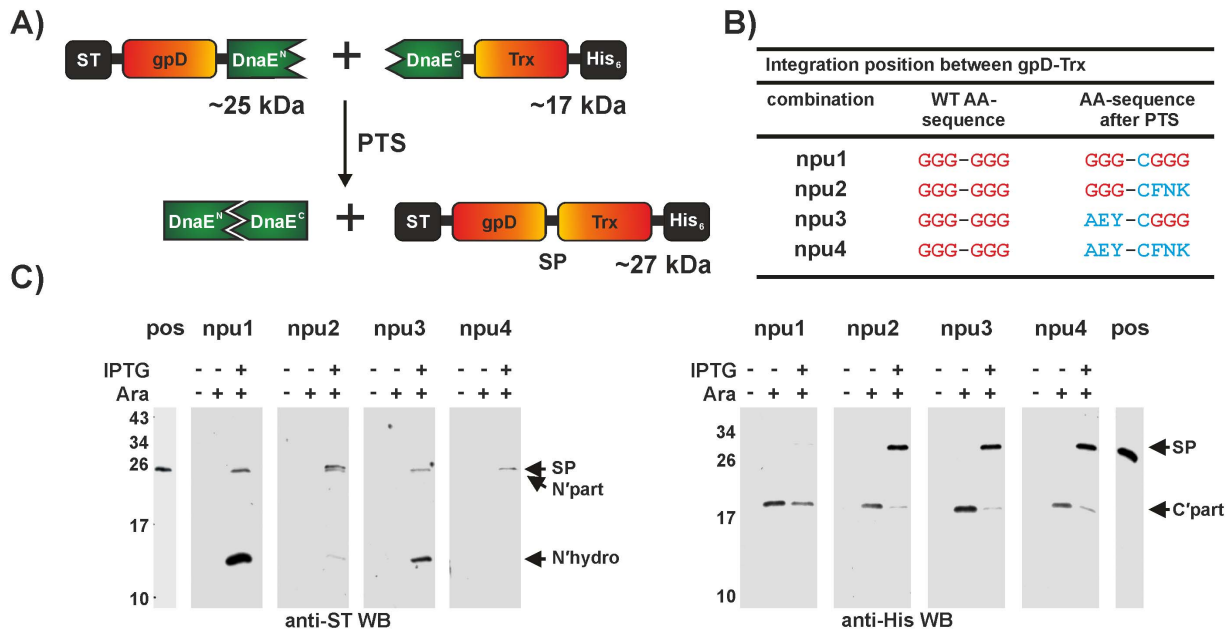 A)
ST gpD DnaEᴺ + DnaEᶜ Trx His₆
~25 kDa ~17 kDa
PTS
DnaEᴺ DnaEᶜ + ST gpD Trx His₆
SP ~27 kDa
B)
Integration position between gpD-Trx
combination WT AA-sequence AA-sequence after PTS
npu1 GGG-GGG GGG-CGGG
npu2 GGG-GGG GGG-CFNK
npu3 GGG-GGG AEY-CGGG
npu4 GGG-GGG AEY-CFNK
C)
pos npu1 npu2 npu3 npu4
IPTG - - + - - + - - + - - +
Ara - + + - + + - + + - + +
43
34
26
17
10
SP
N'part
N'hydro
anti-ST WB
npu1 npu2 npu3 npu4 pos
IPTG - - + - - + - - + - - +
Ara - + + - + + - + + - + +
34
26
17
10
SP
C'part
anti-His WB